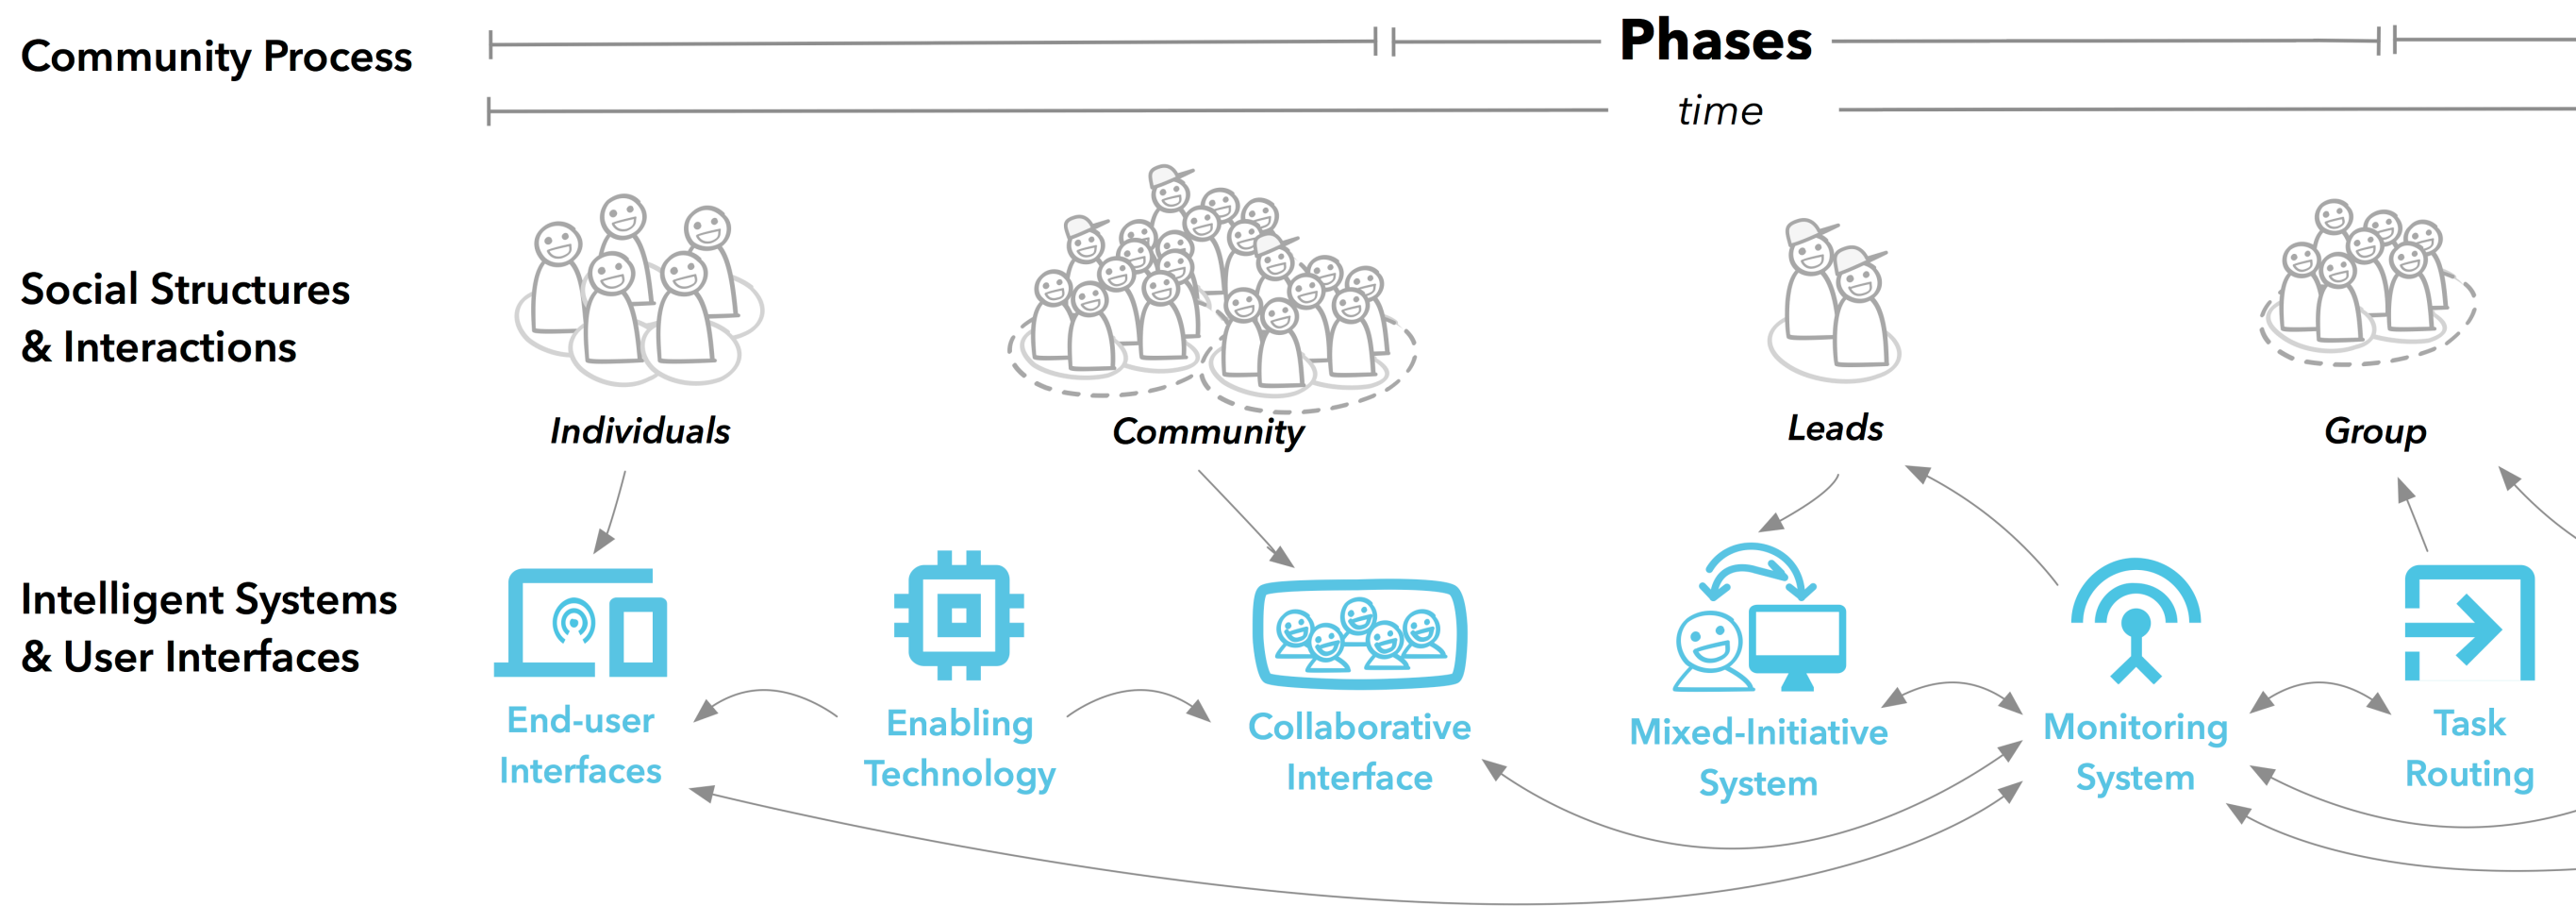 Community Process
Phases
time
Social Structures
& Interactions
Individuals
Community
Leads
Group
Intelligent Systems
& User Interfaces
End-user
Interfaces
Enabling
Technology
Collaborative
Interface
Mixed-Initiative
System
Monitoring
System
Task
Routing